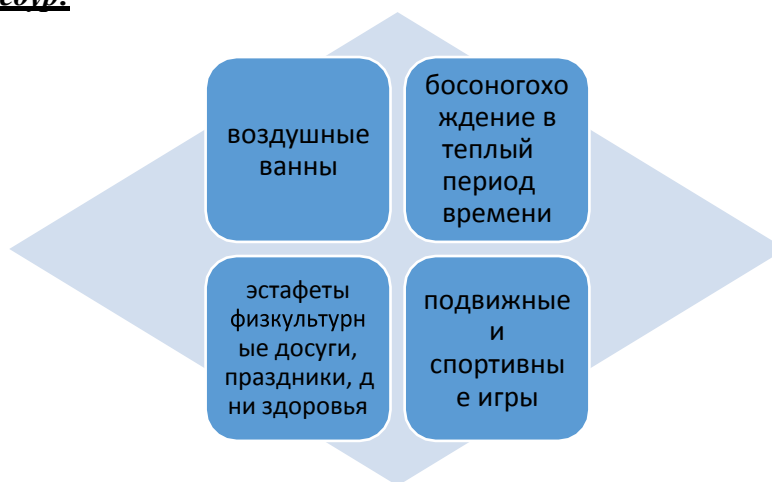 воздушные
ванны
босоногохо
ждение в
теплый
период
времени
эстафеты
физкультурн
ые досуги,
праздники, д
ни здоровья
подвижные
и
спортивны
е игры